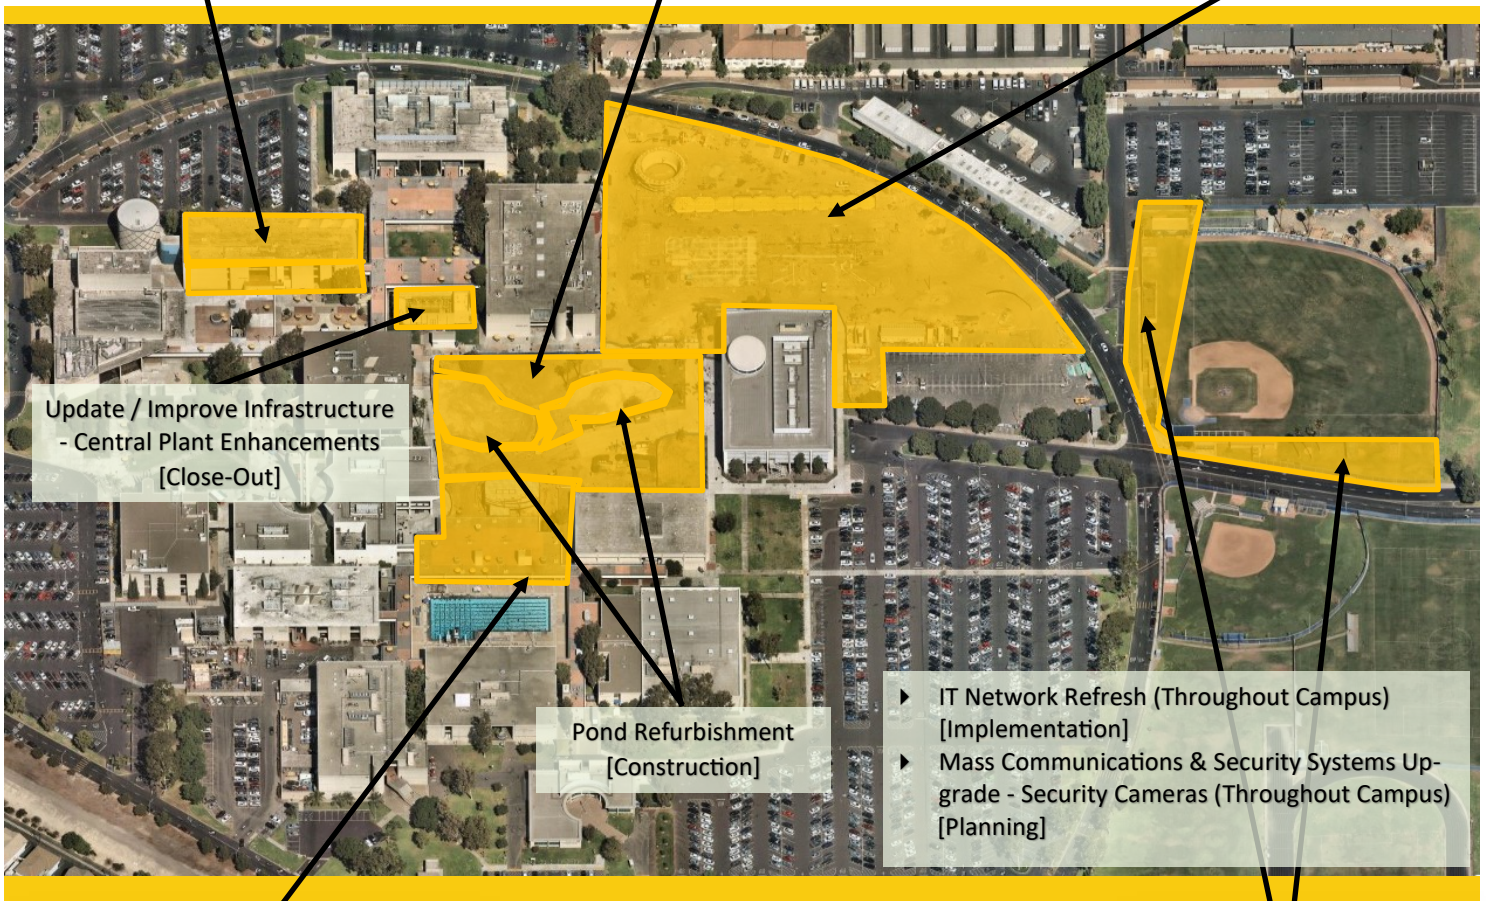 Update / Improve Infrastructure
- Central Plant Enhancements
[Close-Out]
Pond Refurbishment
[Construction]
IT Network Refresh (Throughout Campus)
[Implementation]
Mass Communications & Security Systems Up-
grade - Security Cameras (Throughout Campus)
[Planning]